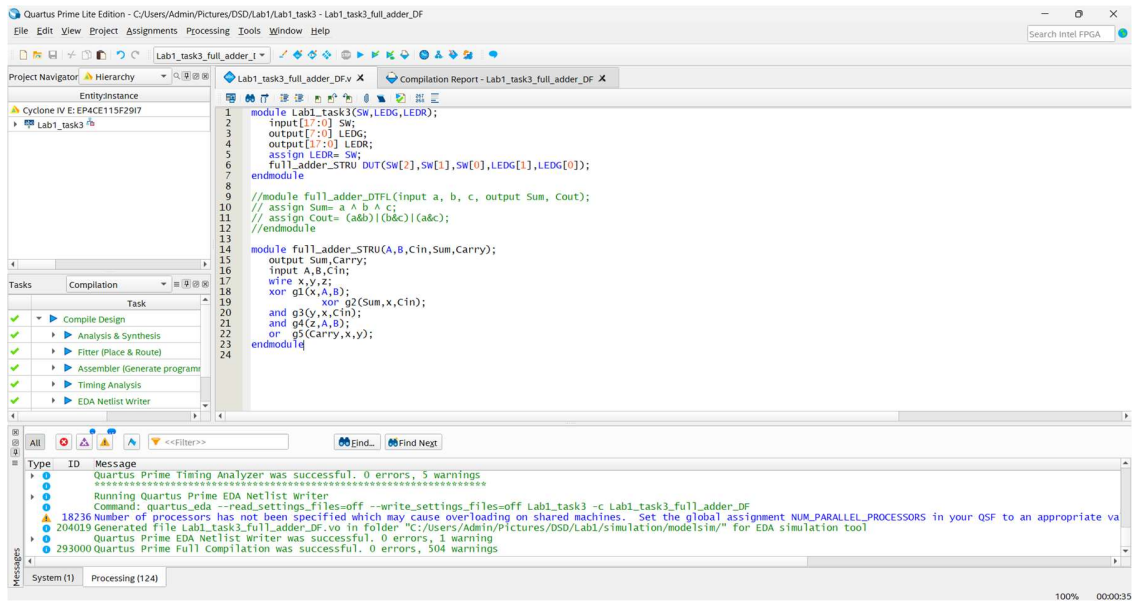 Quartus Prime Lite Edition - C:/Users/Admin/Pictures/DSD/Lab1/Lab1_task3 - Lab1_task3_full_adder_DF
File Edit View Project Assignments Processing Tools Window Help
Search Intel FPGA
Lab1_task3_full_adder_[
Project Navigator Hierarchy
Entity:Instance
Cyclone IV E: EP4CE115F29I7
Lab1_task3
Tasks Compilation
Task
Compile Design
Analysis & Synthesis
Fitter (Place & Route)
Assembler (Generate programm
Timing Analysis
EDA Netlist Writer
Lab1_task3_full_adder_DF.v Compilation Report - Lab1_task3_full_adder_DF
1 module Lab1_task3(SW,LEDG,LEDR);
2 input[17:0] SW;
3 output[7:0] LEDG;
4 output[17:0] LEDR;
5 assign LEDR= SW;
6 full_adder_STRU DUT(SW[2],SW[1],SW[0],LEDG[1],LEDG[0]);
7 endmodule
8
9 //module full_adder_DTFL(input a, b, c, output Sum, Cout);
10 // assign Sum= a ^ b ^ c;
11 // assign Cout= (a&b)|(b&c)|(a&c);
12 //endmodule
13
14 module full_adder_STRU(A,B,Cin,Sum,Carry);
15 output Sum,Carry;
16 input A,B,Cin;
17 wire x,y,z;
18 xor g1(x,A,B);
19 xor g2(Sum,x,Cin);
20 and g3(y,x,Cin);
21 and g4(z,A,B);
22 or g5(Carry,x,y);
23 endmodule
24
All <<Filter>> Find... Find Next
Type ID Message
Quartus Prime Timing Analyzer was successful. 0 errors, 5 warnings
*******************************************************************
Running Quartus Prime EDA Netlist Writer
Command: quartus_eda --read_settings_files=off --write_settings_files=off Lab1_task3 -c Lab1_task3_full_adder_DF
18236 Number of processors has not been specified which may cause overloading on shared machines. Set the global assignment NUM_PARALLEL_PROCESSORS in your QSF to an appropriate va
204019 Generated file Lab1_task3_full_adder_DF.vo in folder "C:/Users/Admin/Pictures/DSD/Lab1/simulation/modelsim/" for EDA simulation tool
Quartus Prime EDA Netlist Writer was successful. 0 errors, 1 warning
293000 Quartus Prime Full Compilation was successful. 0 errors, 504 warnings
Messages
System (1) Processing (124)
100% 00:00:35